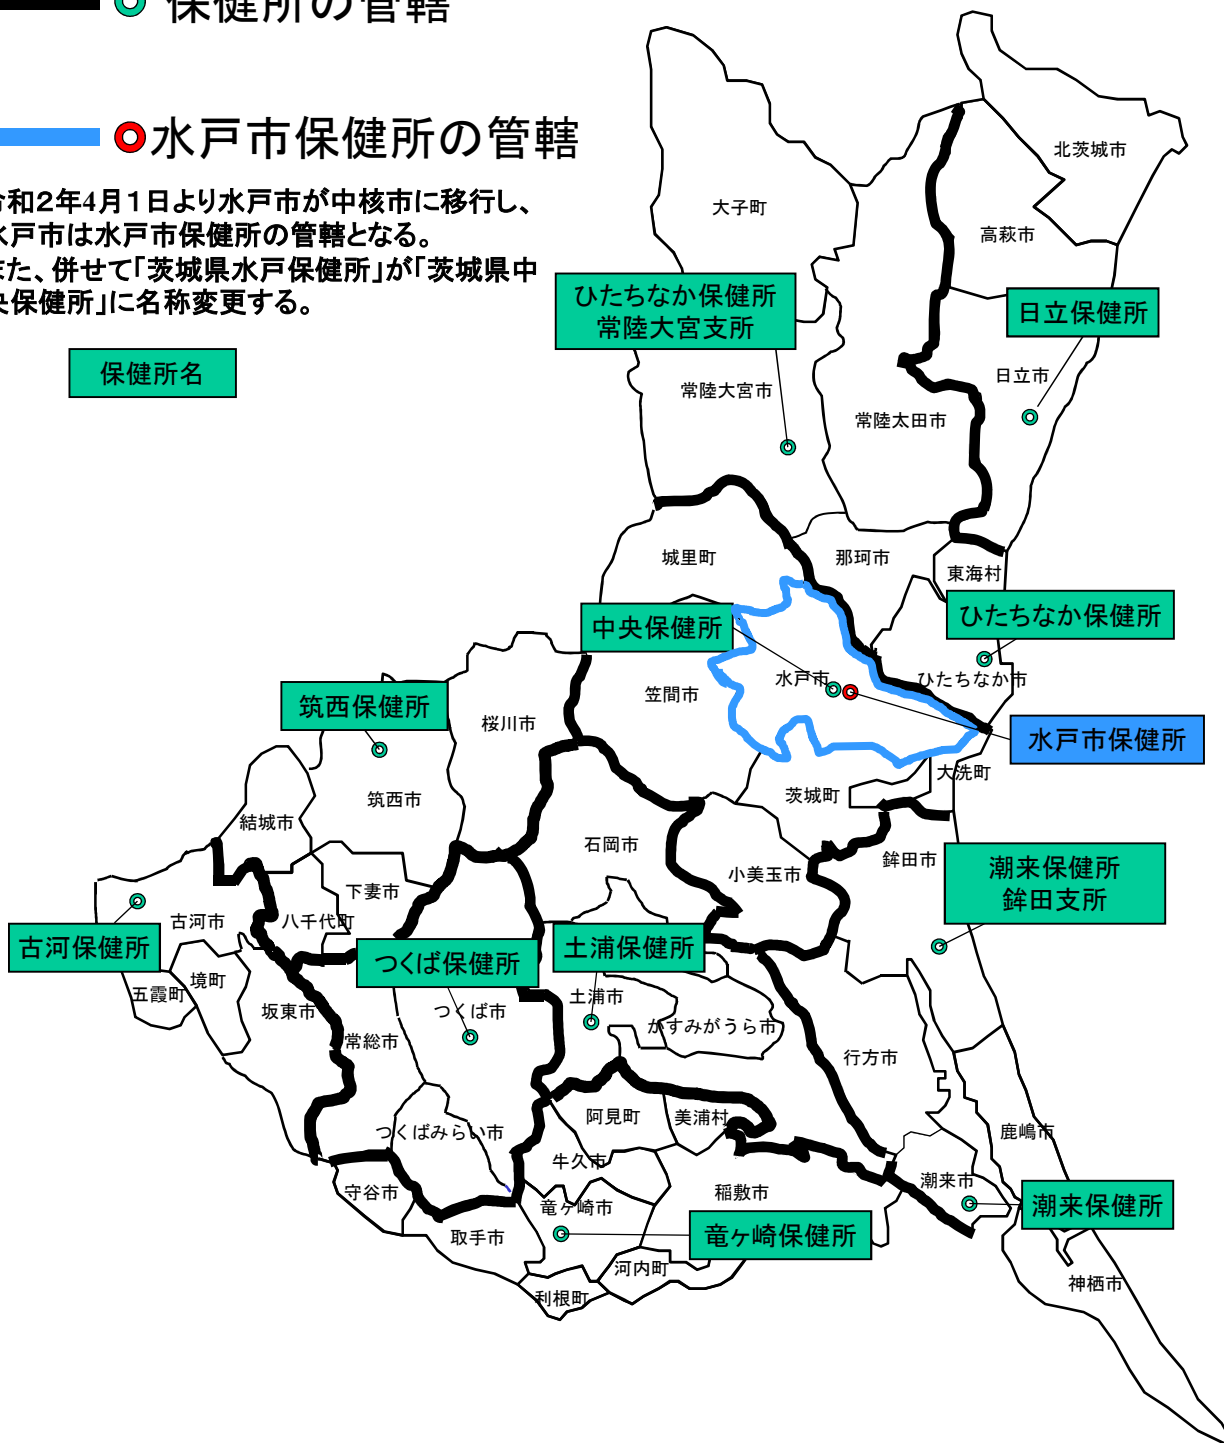 保健所の管轄
水戸市保健所の管轄
令和2年4月1日より水戸市が中核市に移行し、
水戸市は水戸市保健所の管轄となる。
また、併せて「茨城県水戸保健所」が「茨城県中
央保健所」に名称変更する。
保健所名
北茨城市
大子町
高萩市
ひたちなか保健所
常陸大宮支所
日立保健所
日立市
常陸大宮市
常陸太田市
城里町
那珂市
東海村
ひたちなか保健所
中央保健所
水戸市
ひたちなか市
笠間市
筑西保健所
桜川市
水戸市保健所
大洗町
茨城町
筑西市
結城市
石岡市
小美玉市
鉾田市
潮来保健所
鉾田支所
下妻市
八千代町
古河市
古河保健所
つくば保健所
土浦保健所
境町
五霞町
坂東市
土浦市
つくば市
かすみがうら市
常総市
行方市
阿見町
美浦村
つくばみらい市
鹿嶋市
牛久市
守谷市
稲敷市
潮来市
潮来保健所
竜ヶ崎市
取手市
竜ヶ崎保健所
河内町
利根町
神栖市